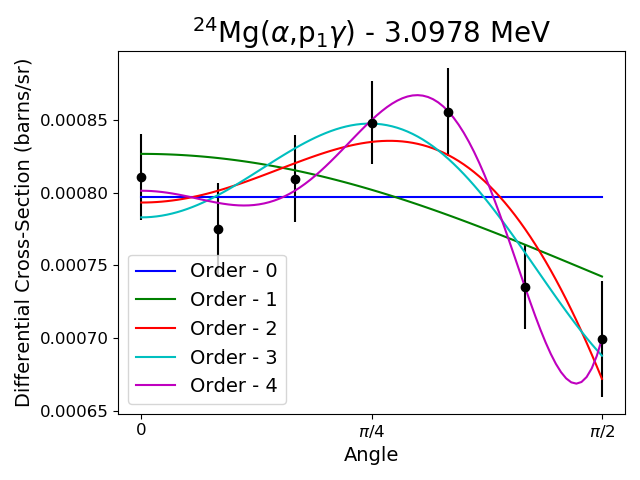 ²⁴Mg(α,p₁γ) - 3.0978 MeV
Differential Cross-Section (barns/sr)
0.00085
0.00080
0.00075
0.00070
0.00065
Order - 0
Order - 1
Order - 2
Order - 3
Order - 4
0
π/4
π/2
Angle